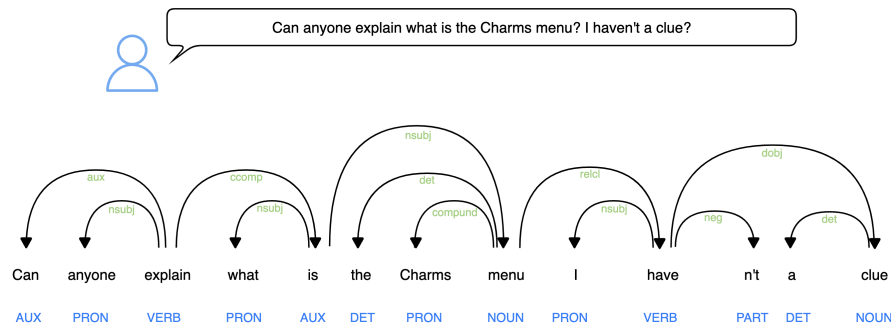 Can anyone explain what is the Charms menu? I haven't a clue?
nsubj
dobj
aux ccomp det relcl
nsubj nsubj compund nsubj neg det
Can anyone explain what is the Charms menu I have n't a clue
AUX PRON VERB PRON AUX DET PRON NOUN PRON VERB PART DET NOUN